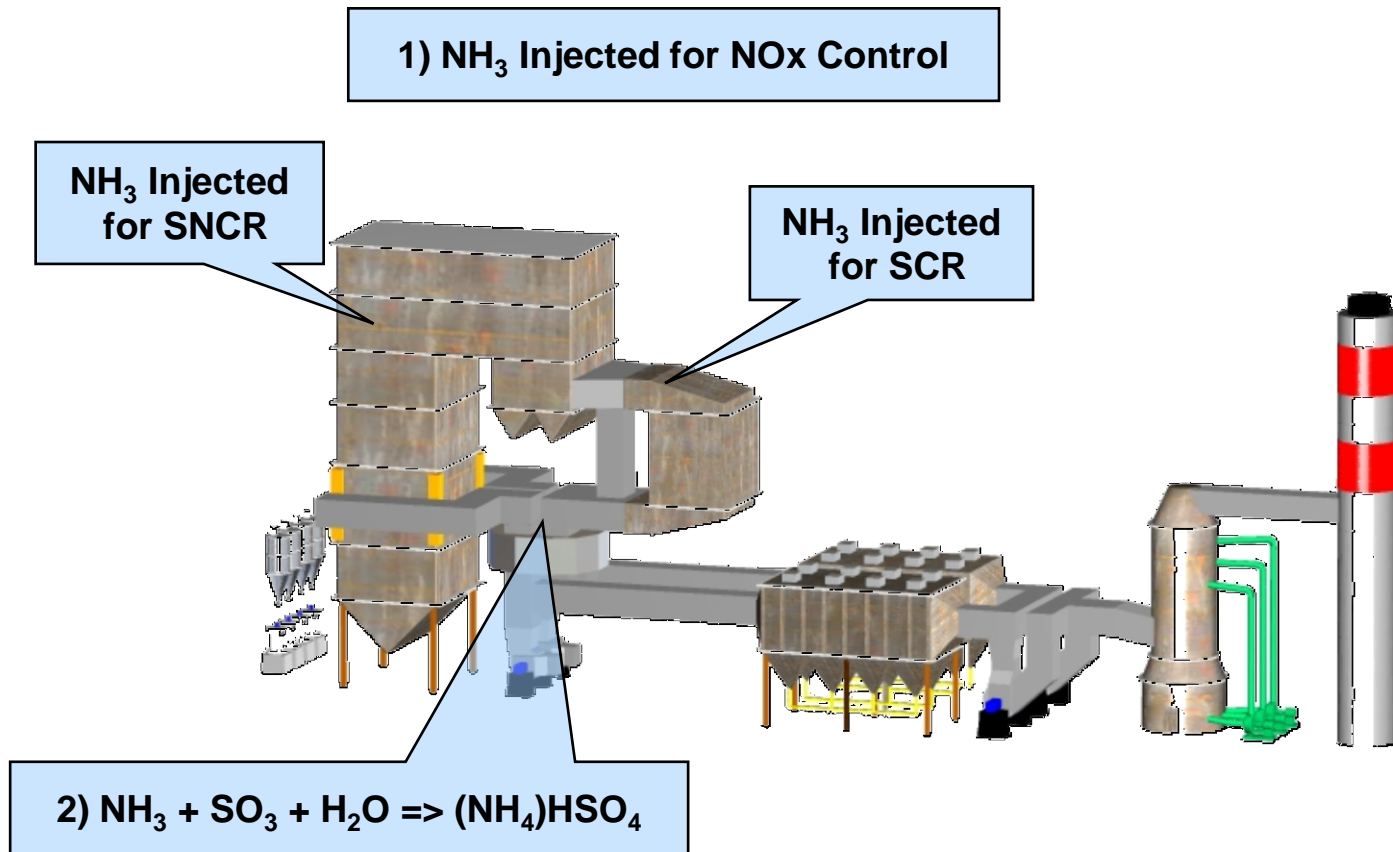 1) NH₃ Injected for NOx Control
NH₃ Injected
for SNCR
NH₃ Injected
for SCR
2) NH₃ + SO₃ + H₂O => (NH₄)HSO₄